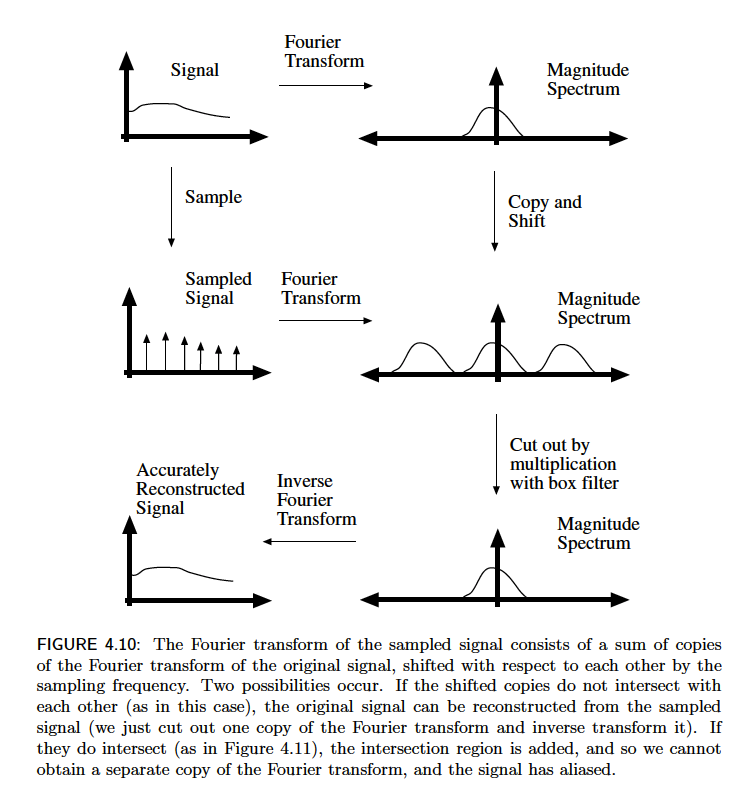 Fourier
Transform
Signal
Magnitude
Spectrum
Sample
Copy and
Shift
Sampled
Signal
Fourier
Transform
Magnitude
Spectrum
Cut out by
multiplication
with box filter
Accurately
Reconstructed
Signal
Inverse
Fourier
Transform
Magnitude
Spectrum
FIGURE 4.10: The Fourier transform of the sampled signal consists of a sum of copies
of the Fourier transform of the original signal, shifted with respect to each other by the
sampling frequency. Two possibilities occur. If the shifted copies do not intersect with
each other (as in this case), the original signal can be reconstructed from the sampled
signal (we just cut out one copy of the Fourier transform and inverse transform it). If
they do intersect (as in Figure 4.11), the intersection region is added, and so we cannot
obtain a separate copy of the Fourier transform, and the signal has aliased.